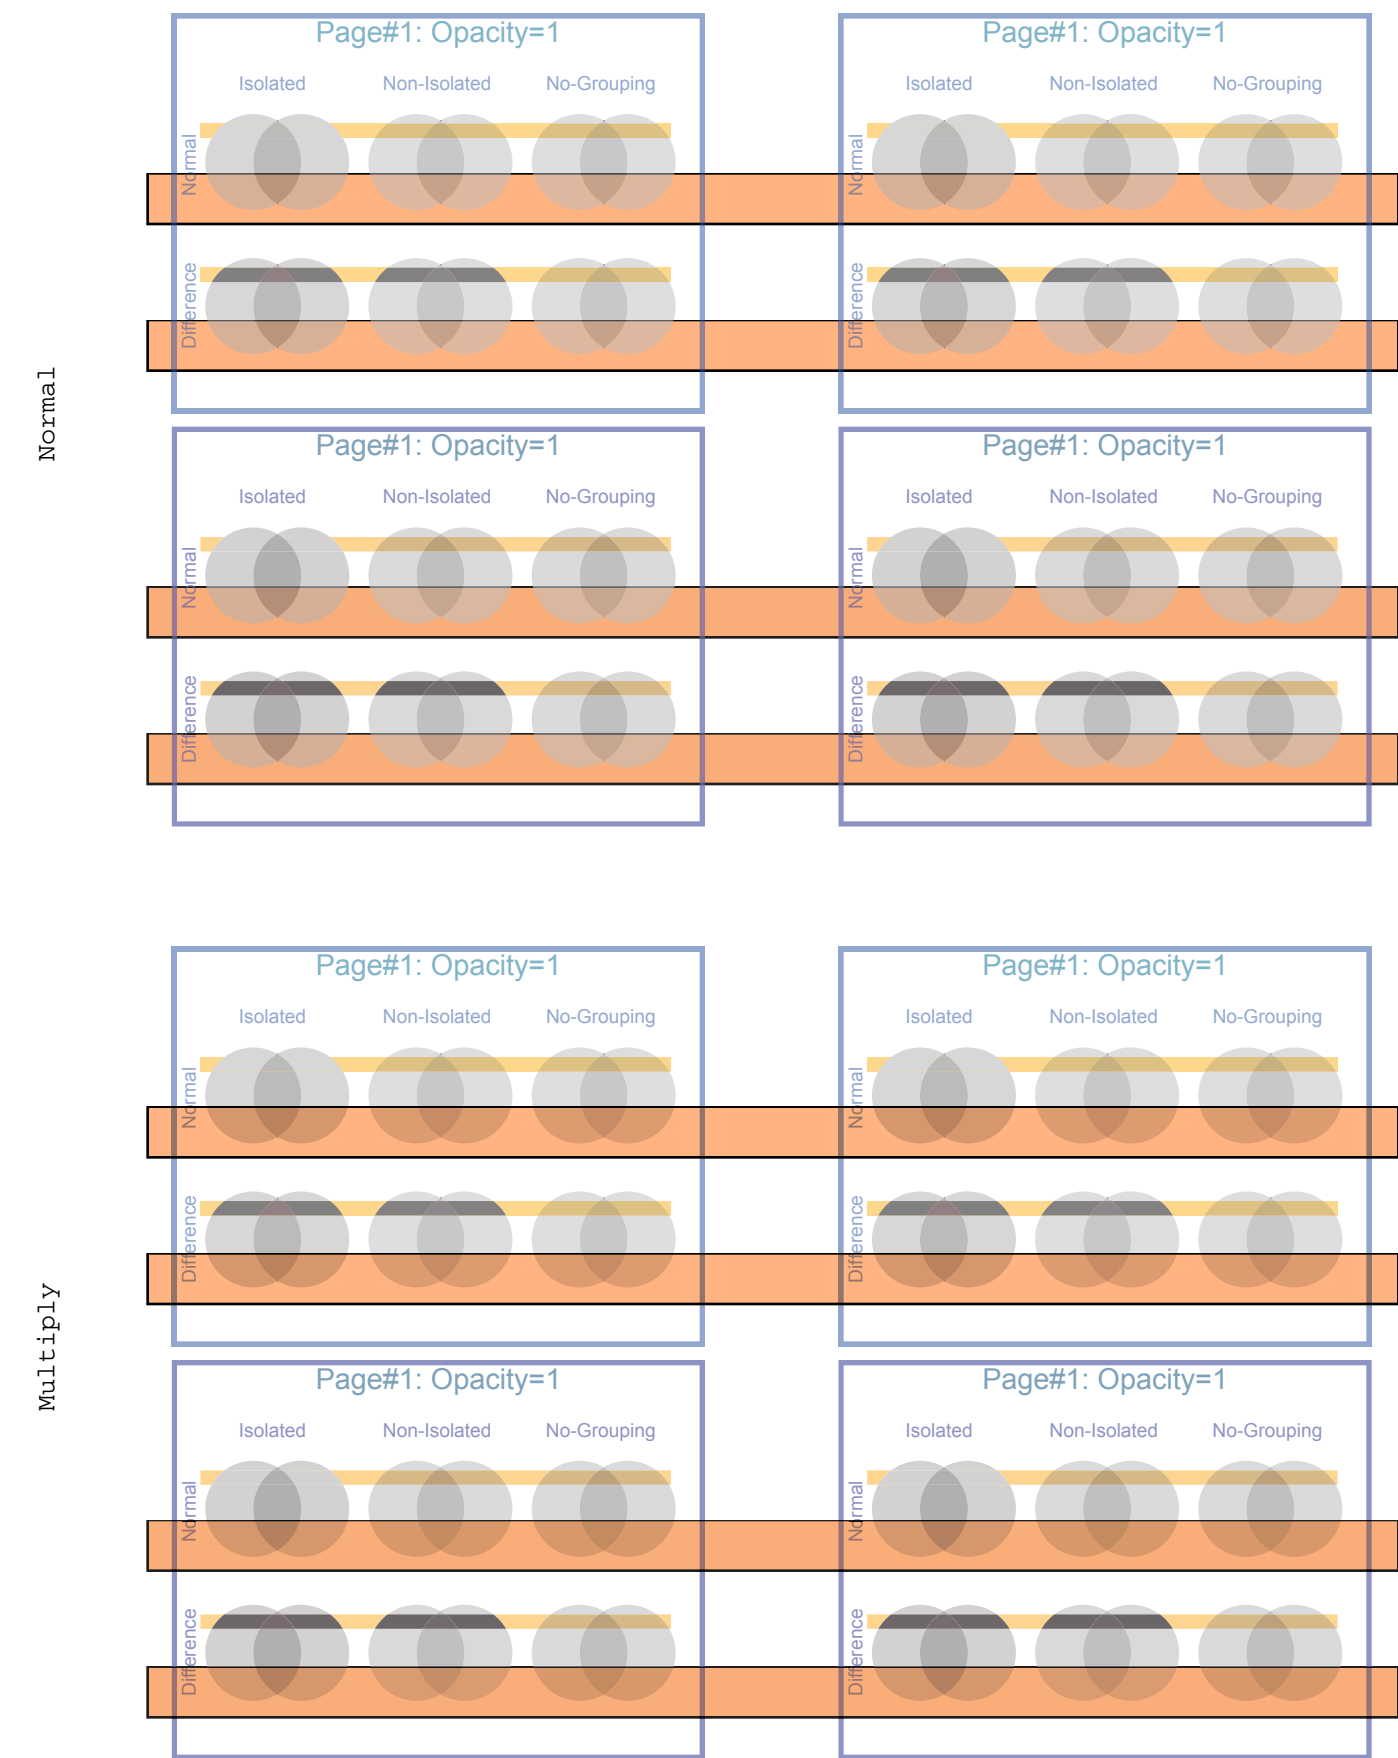 Normal
Page#1: Opacity=1
Isolated Non-Isolated No-Grouping
Normal
Difference
Page#1: Opacity=1
Isolated Non-Isolated No-Grouping
Normal
Difference
Page#1: Opacity=1
Isolated Non-Isolated No-Grouping
Normal
Difference
Page#1: Opacity=1
Isolated Non-Isolated No-Grouping
Normal
Difference
Multiply
Page#1: Opacity=1
Isolated Non-Isolated No-Grouping
Normal
Difference
Page#1: Opacity=1
Isolated Non-Isolated No-Grouping
Normal
Difference
Page#1: Opacity=1
Isolated Non-Isolated No-Grouping
Normal
Difference
Page#1: Opacity=1
Isolated Non-Isolated No-Grouping
Normal
Difference